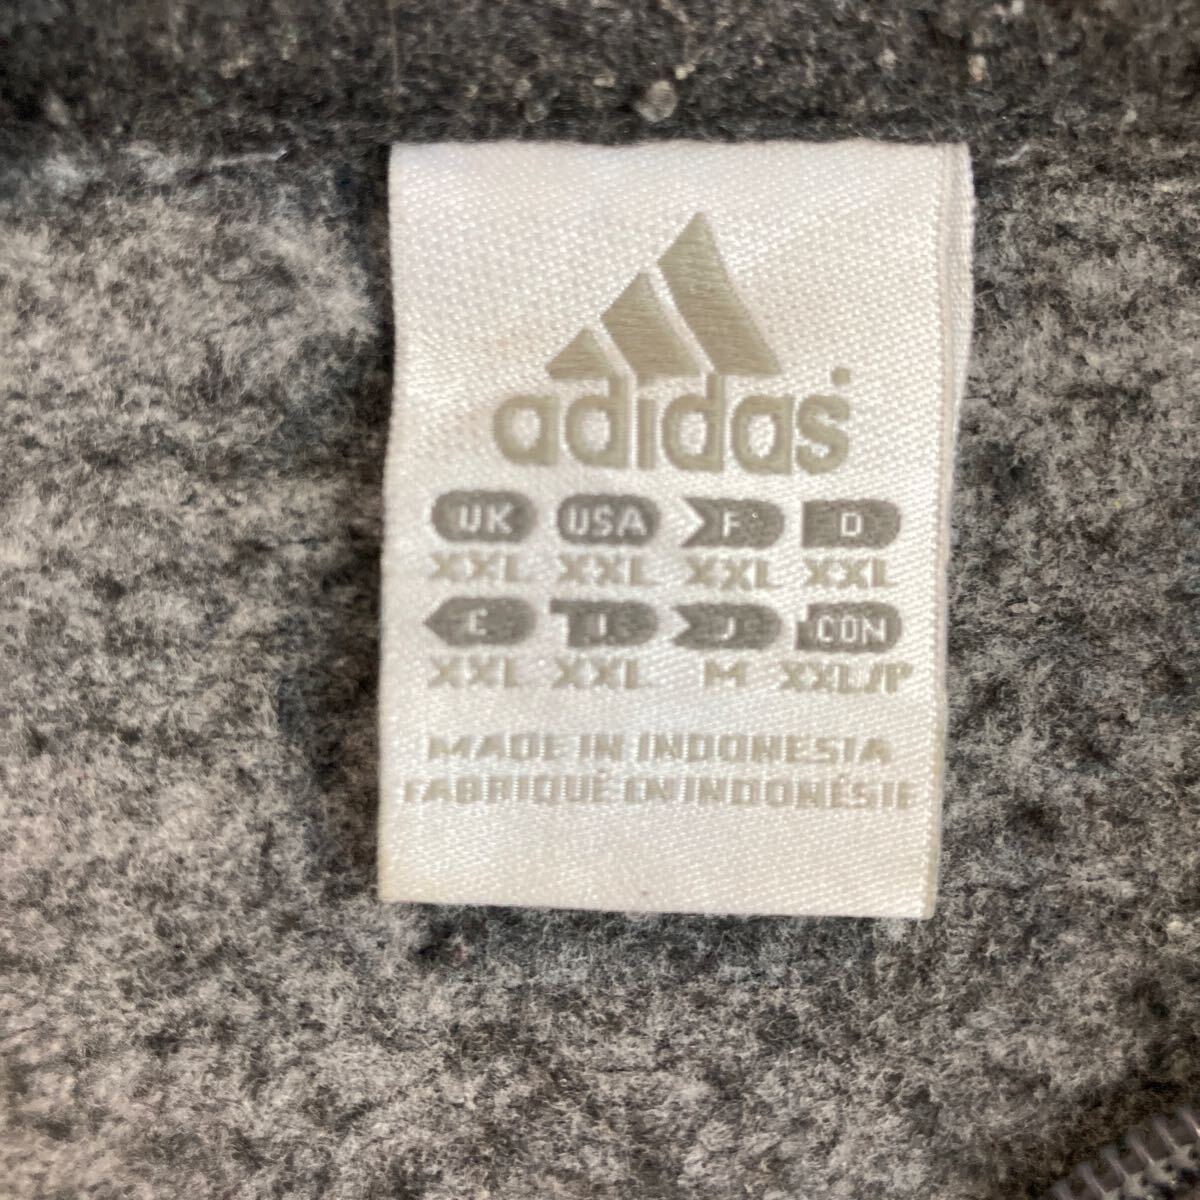 adidas
UK USA F D
XXL XXL XXL XXL
E I J CON
XXL XXL M XXL/P
MADE IN INDONESIA
FABRIQUÉ EN INDONÉSIE